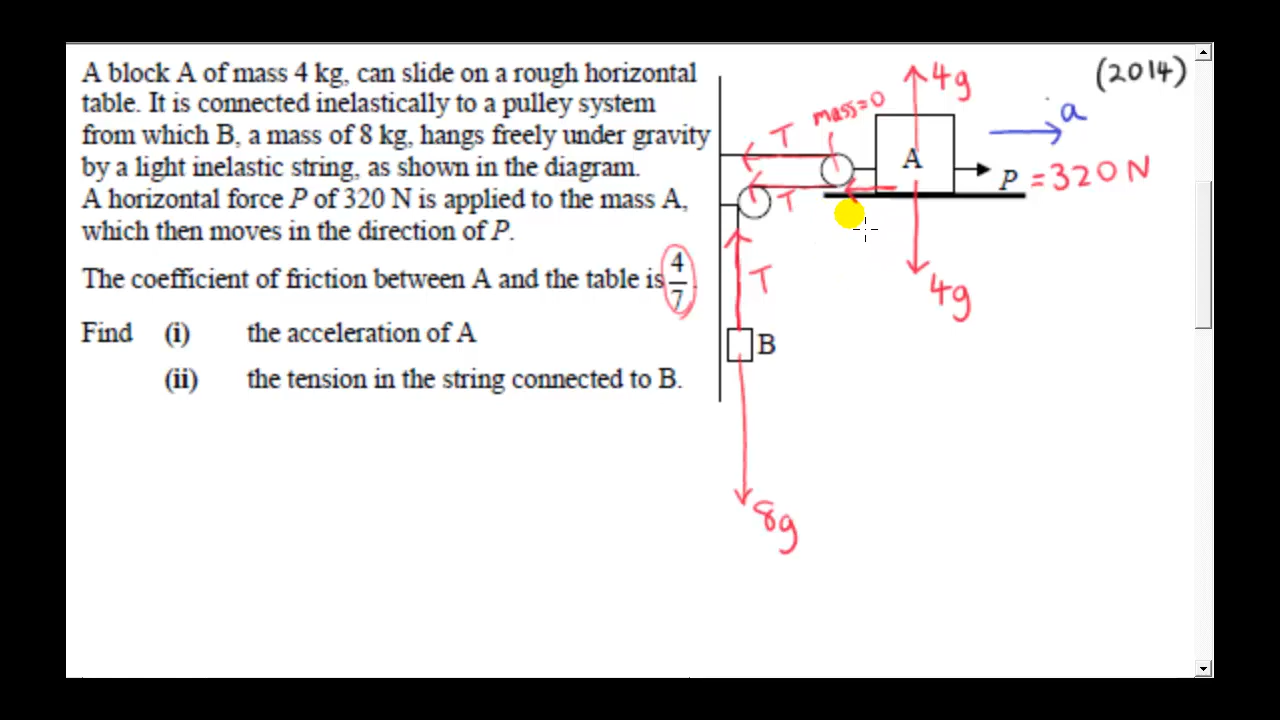 A block A of mass 4 kg, can slide on a rough horizontal
table. It is connected inelastically to a pulley system
from which B, a mass of 8 kg, hangs freely under gravity
by a light inelastic string, as shown in the diagram.
A horizontal force P of 320 N is applied to the mass A,
which then moves in the direction of P.
The coefficient of friction between A and the table is 4/7.
Find (i) the acceleration of A
(ii) the tension in the string connected to B.
(2014)
4g
a
mass=0
T
A
P = 320 N
T
4g
T
B
8g